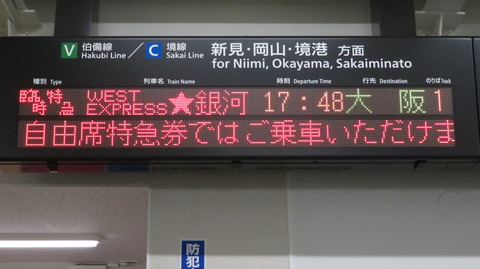 V 伯備線 Hakubi Line / C 境線 Sakai Line
新見・岡山・境港 方面
for Niimi, Okayama, Sakaiminato
種別 Type 列車名 Train Name 時刻 Departure Time 行先 Destination のりば Track
臨時 特急 WEST EXPRESS★銀河 17:48 大阪 1
自由席特急券ではご乗車いただけま
防犯